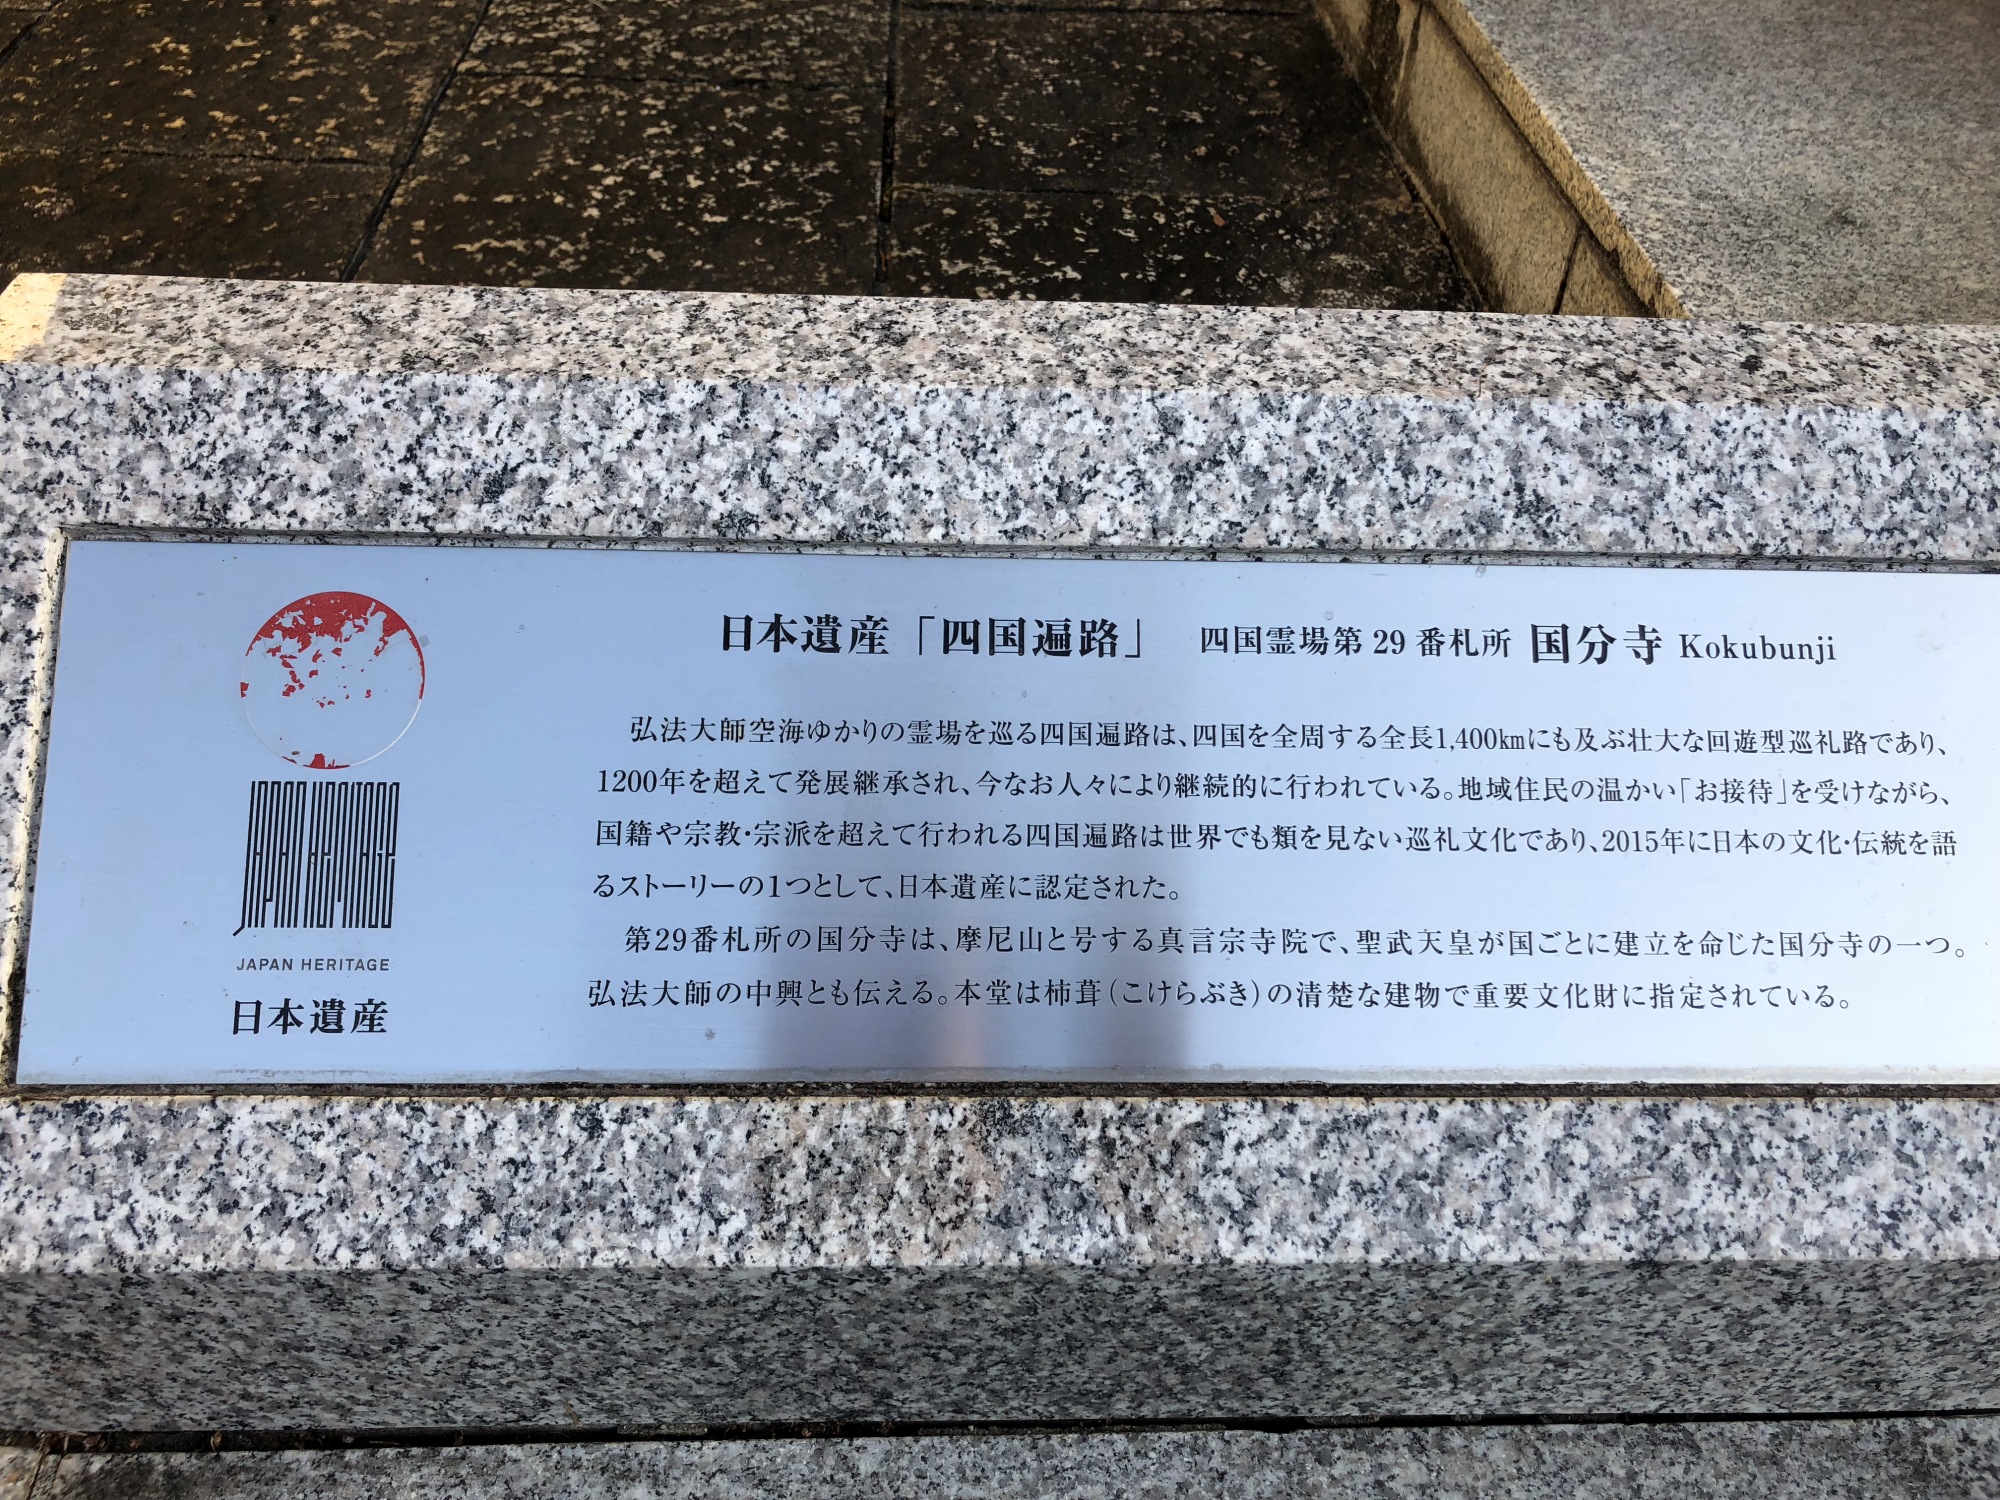 日本遺産「四国遍路」 四国霊場第 29 番札所 国分寺 Kokubunji
弘法大師空海ゆかりの霊場を巡る四国遍路は、四国を全周する全長1,400㎞にも及ぶ壮大な回遊型巡礼路であり、
1200年を超えて発展継承され、今なお人々により継続的に行われている。地域住民の温かい「お接待」を受けながら、
国籍や宗教・宗派を超えて行われる四国遍路は世界でも類を見ない巡礼文化であり、2015年に日本の文化・伝統を語
るストーリーの1つとして、日本遺産に認定された。
第29番札所の国分寺は、摩尼山と号する真言宗寺院で、聖武天皇が国ごとに建立を命じた国分寺の一つ。
弘法大師の中興とも伝える。本堂は杮葺(こけらぶき)の清楚な建物で重要文化財に指定されている。
JAPAN HERITAGE
JAPAN HERITAGE
日本遺産